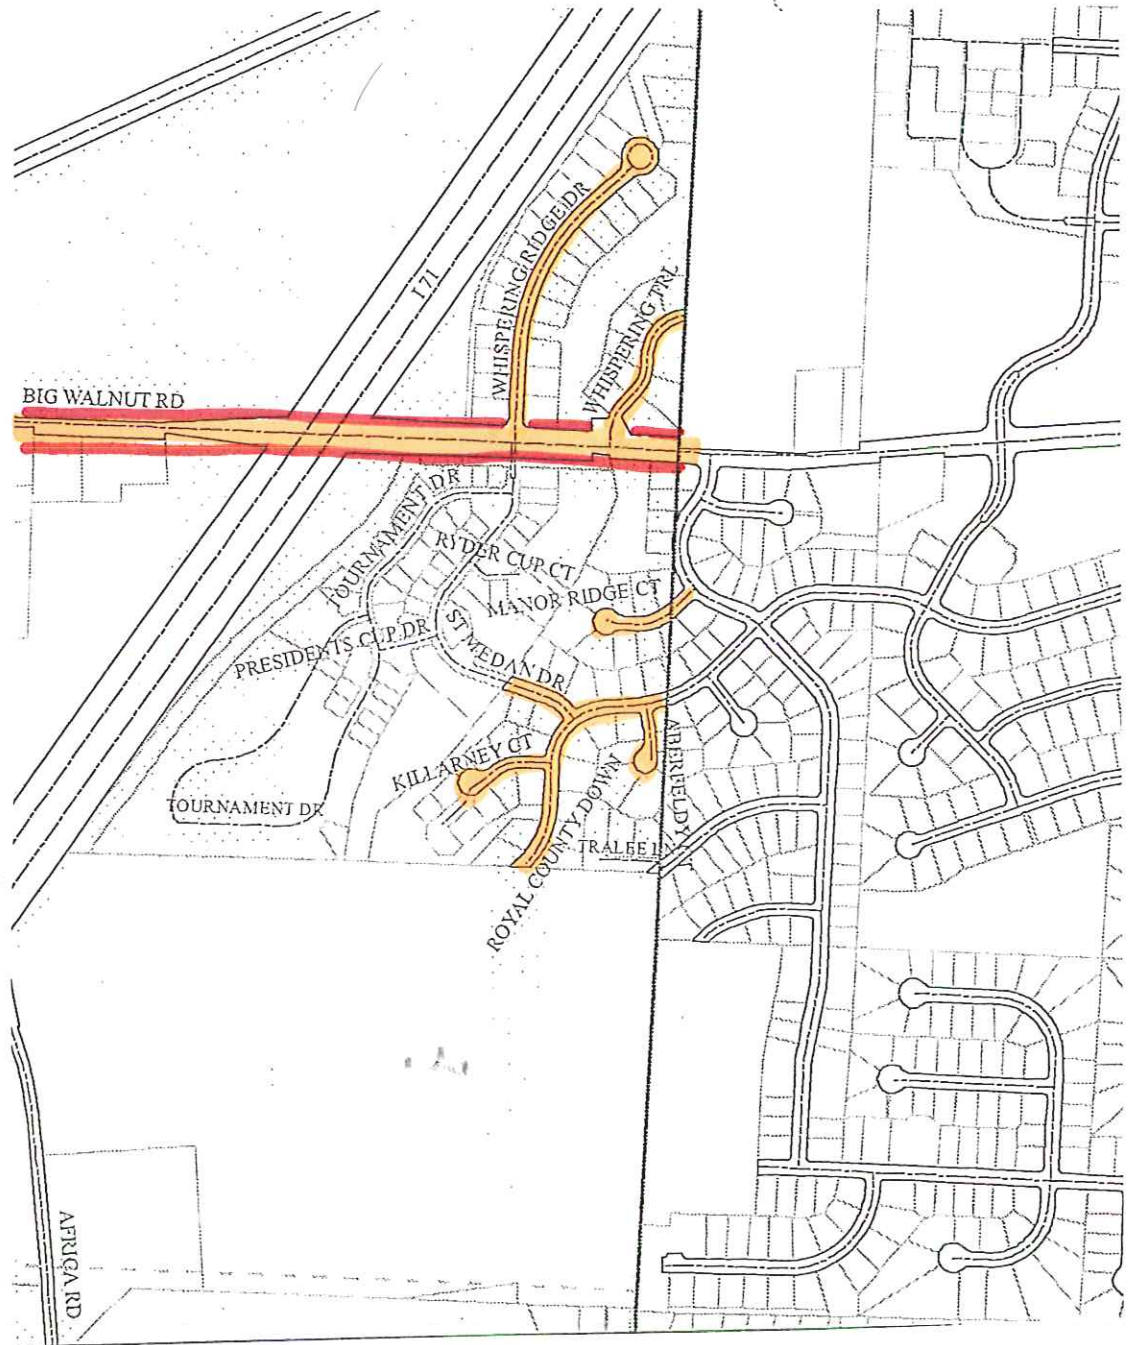 WHISPERING RIDGE DR
I 71
WHISPERING TRL
BIG WALNUT RD
TOURNAMENT DR
RYDER CUP CT
MANOR RIDGE CT
ST MEDAN DR
PRESIDENTS CUP DR
KILLARNEY CT
ABERFELDY
ROYAL COUNTY DOWN
TOURNAMENT DR
TRALEE LN
AFRICA RD